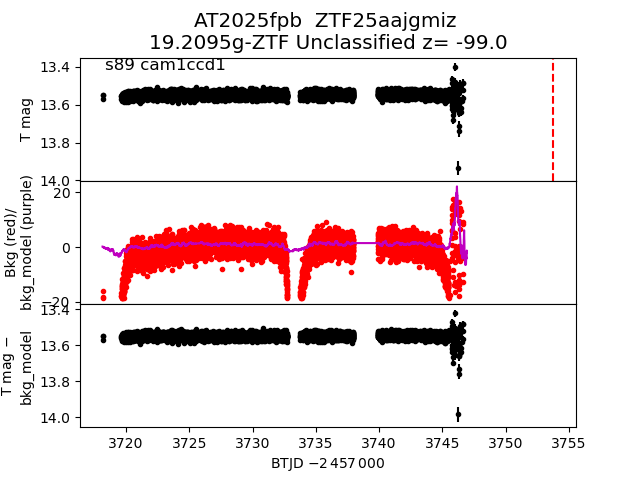 AT2025fpb  ZTF25aajgmiz
19.2095g-ZTF Unclassified z= -99.0
s89 cam1ccd1
13.4
13.6
13.8
14.0
T mag
20
0
−20
Bkg (red)/
bkg_model (purple)
13.4
13.6
13.8
14.0
T mag −
bkg_model
3720 3725 3730 3735 3740 3745 3750 3755
BTJD −2 457 000